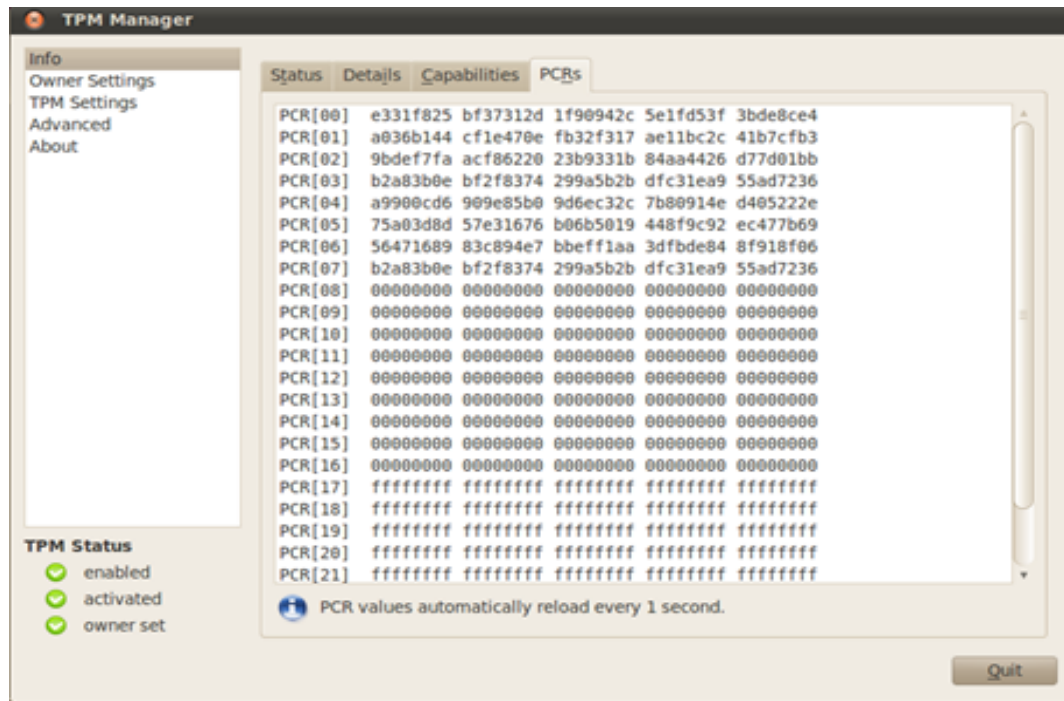 TPM Manager
Info
Owner Settings
TPM Settings
Advanced
About
Status Details Capabilities PCRs
PCR[00] e331f825 bf37312d 1f90942c 5e1fd53f 3bde8ce4
PCR[01] a036b144 cf1e470e fb32f317 ae11bc2c 41b7cfb3
PCR[02] 9bdef7fa acf86220 23b9331b 84aa4426 d77d01bb
PCR[03] b2a83b0e bf2f8374 299a5b2b dfc31ea9 55ad7236
PCR[04] a9900cd6 909e85b0 9d6ec32c 7b80914e d405222e
PCR[05] 75a03d8d 57e31676 b06b5019 448f9c92 ec477b69
PCR[06] 56471689 83c894e7 bbeff1aa 3dfbde84 8f918f06
PCR[07] b2a83b0e bf2f8374 299a5b2b dfc31ea9 55ad7236
PCR[08] 00000000 00000000 00000000 00000000 00000000
PCR[09] 00000000 00000000 00000000 00000000 00000000
PCR[10] 00000000 00000000 00000000 00000000 00000000
PCR[11] 00000000 00000000 00000000 00000000 00000000
PCR[12] 00000000 00000000 00000000 00000000 00000000
PCR[13] 00000000 00000000 00000000 00000000 00000000
PCR[14] 00000000 00000000 00000000 00000000 00000000
PCR[15] 00000000 00000000 00000000 00000000 00000000
PCR[16] 00000000 00000000 00000000 00000000 00000000
PCR[17] ffffffff ffffffff ffffffff ffffffff ffffffff
PCR[18] ffffffff ffffffff ffffffff ffffffff ffffffff
PCR[19] ffffffff ffffffff ffffffff ffffffff ffffffff
PCR[20] ffffffff ffffffff ffffffff ffffffff ffffffff
PCR[21] ffffffff ffffffff ffffffff ffffffff ffffffff
PCR values automatically reload every 1 second.
TPM Status
enabled
activated
owner set
Quit